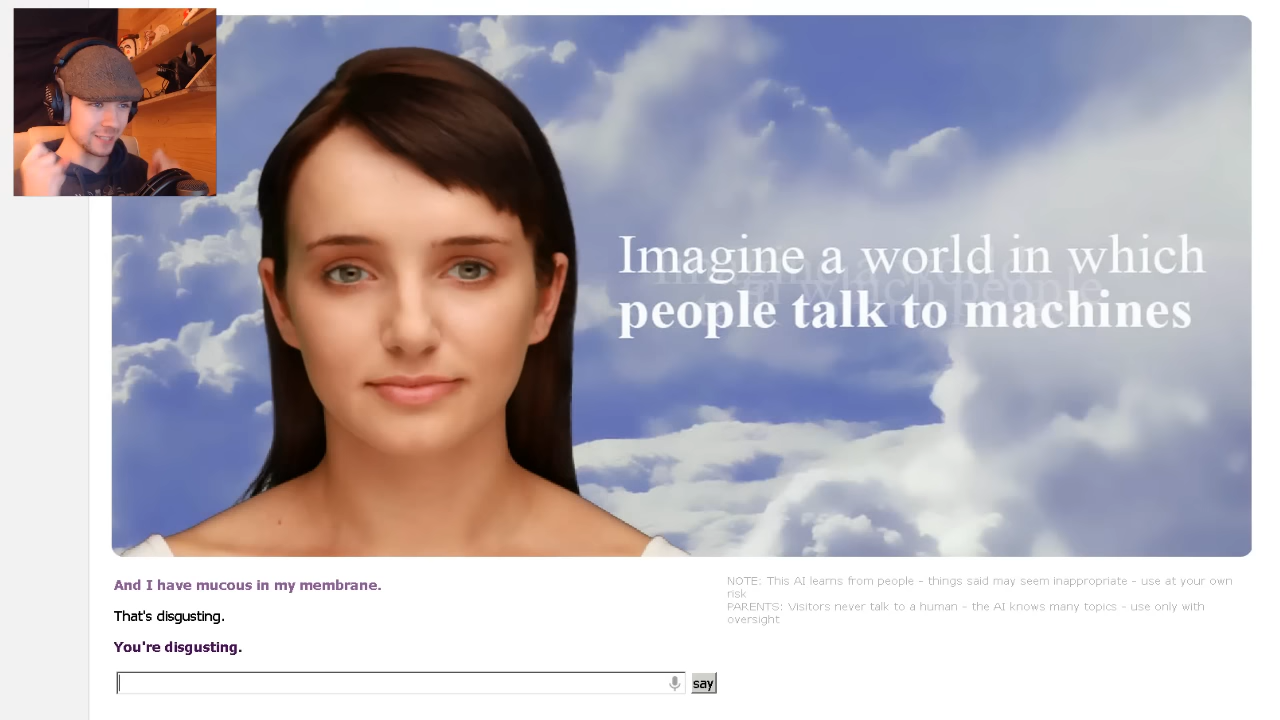 Imagine a world in which
people talk to machines
And I have mucous in my membrane.
That's disgusting.
You're disgusting.
say
NOTE: This AI learns from people - things said may seem inappropriate - use at your own
risk
PARENTS: Visitors never talk to a human - the AI knows many topics - use only with
oversight